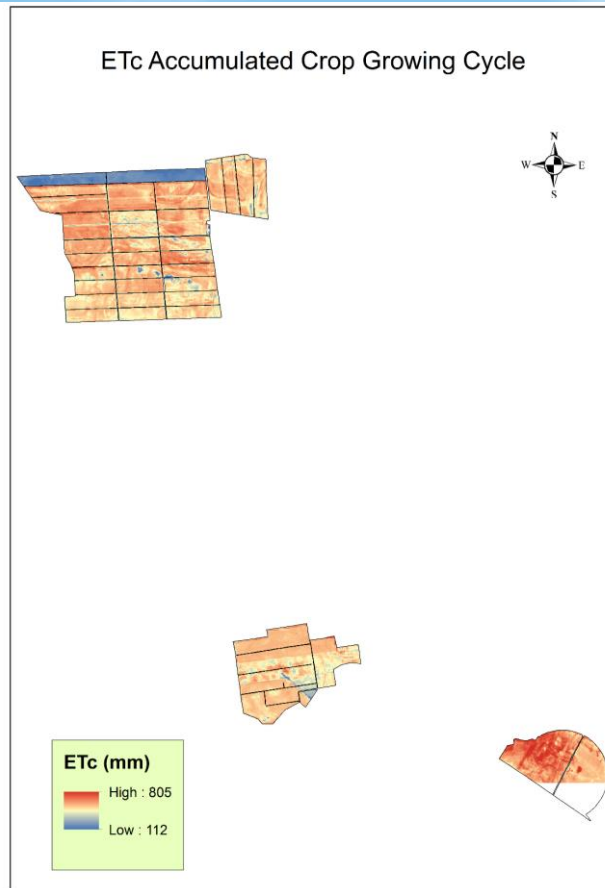 ETc Accumulated Crop Growing Cycle
N
W E
S
ETc (mm)
High : 805
Low : 112